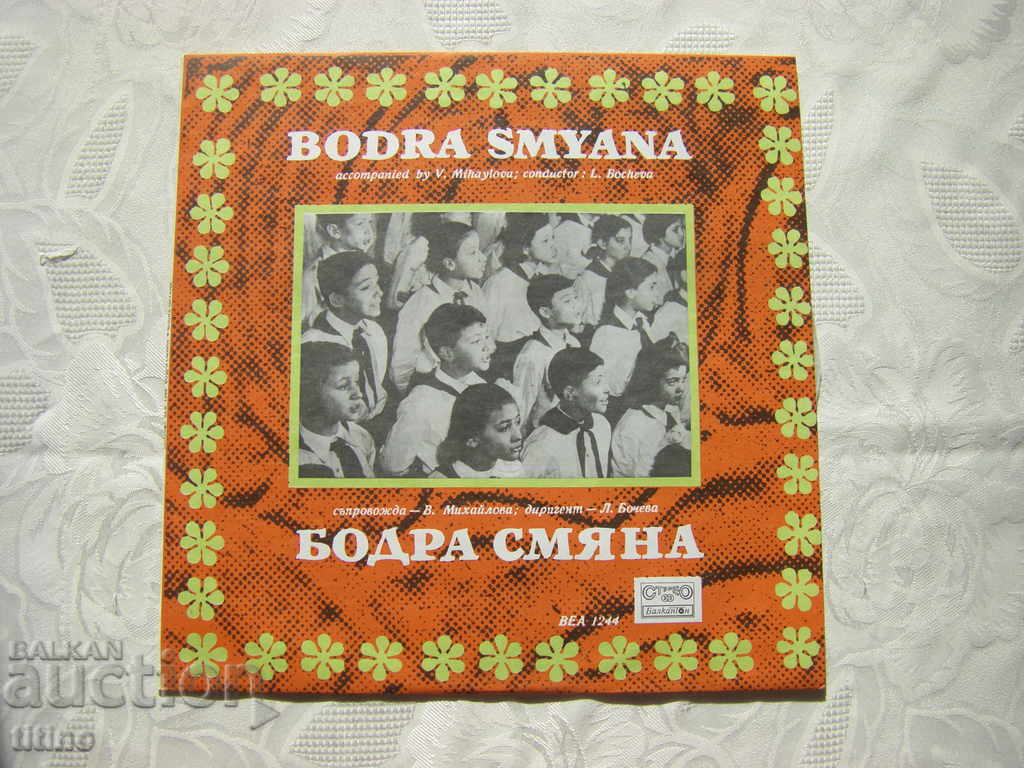 BODRA SMYANA
accompanied by V. Mihaylova; conductor: L. Bocheva
съпровожда — В. Михайлова; диригент — Л. Бочева
БОДРА СМЯНА
СТЕРЕО
Балкантон
ВЕА 1244
BALKAN
auction
titino